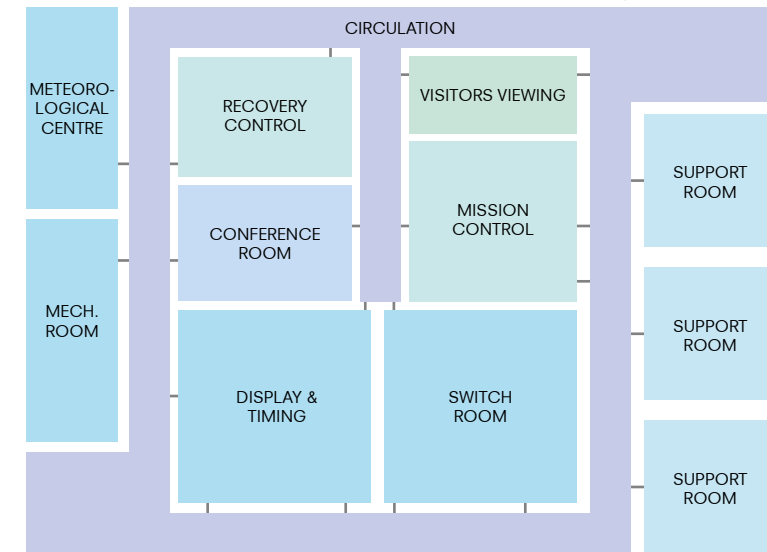 CIRCULATION
METEORO-
LOGICAL
CENTRE
RECOVERY
CONTROL
VISITORS VIEWING
SUPPORT
ROOM
MISSION
CONTROL
CONFERENCE
ROOM
MECH.
ROOM
SUPPORT
ROOM
DISPLAY &
TIMING
SWITCH
ROOM
SUPPORT
ROOM